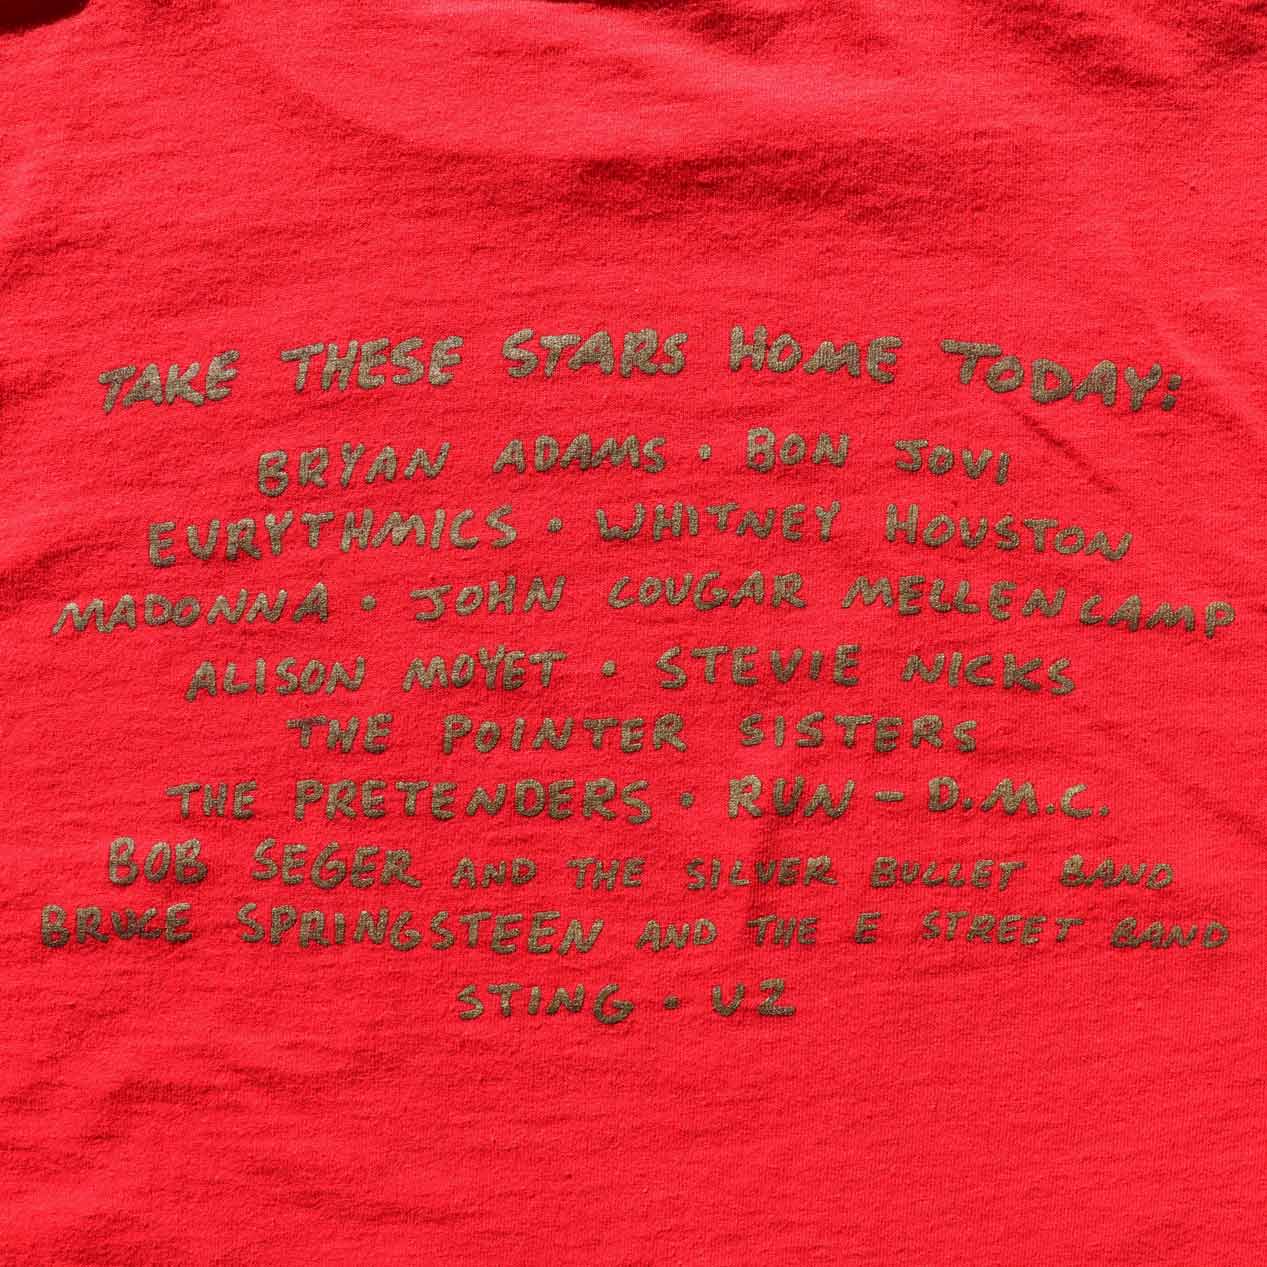 TAKE THESE STARS HOME TODAY:
BRYAN ADAMS • BON JOVI
EURYTHMICS • WHITNEY HOUSTON
MADONNA • JOHN COUGAR MELLENCAMP
ALISON MOYET • STEVIE NICKS
THE POINTER SISTERS
THE PRETENDERS • RUN - D.M.C.
BOB SEGER AND THE SILVER BULLET BAND
BRUCE SPRINGSTEEN AND THE E STREET BAND
STING • U2